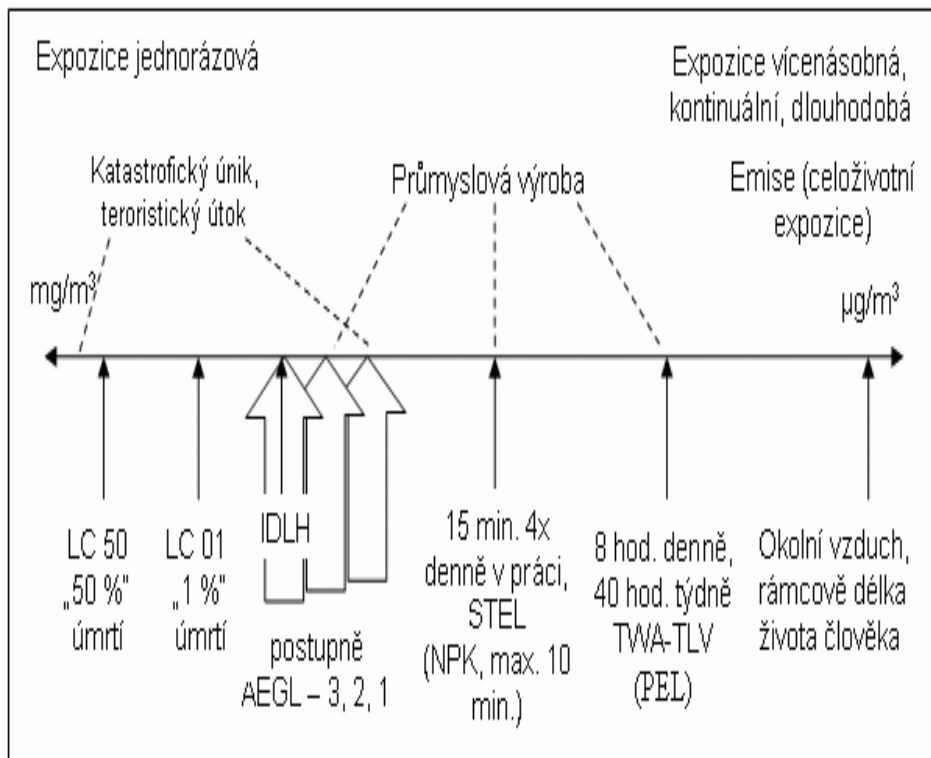 Expozice jednorázová
Expozice vícenásobná,
kontinuální, dlouhodobá
Katastrofický únik,
teroristický útok
Průmyslová výroba
Emise (celoživotní
expozice)
mg/m³
µg/m³
LC 50
„50 %"
úmrtí
LC 01
„1 %"
úmrtí
IDLH
postupně
AEGL – 3, 2, 1
15 min. 4x
denně v práci,
STEL
(NPK, max. 10
min.)
8 hod. denně,
40 hod. týdně
TWA-TLV
(PEL)
Okolní vzduch,
rámcově délka
života člověka